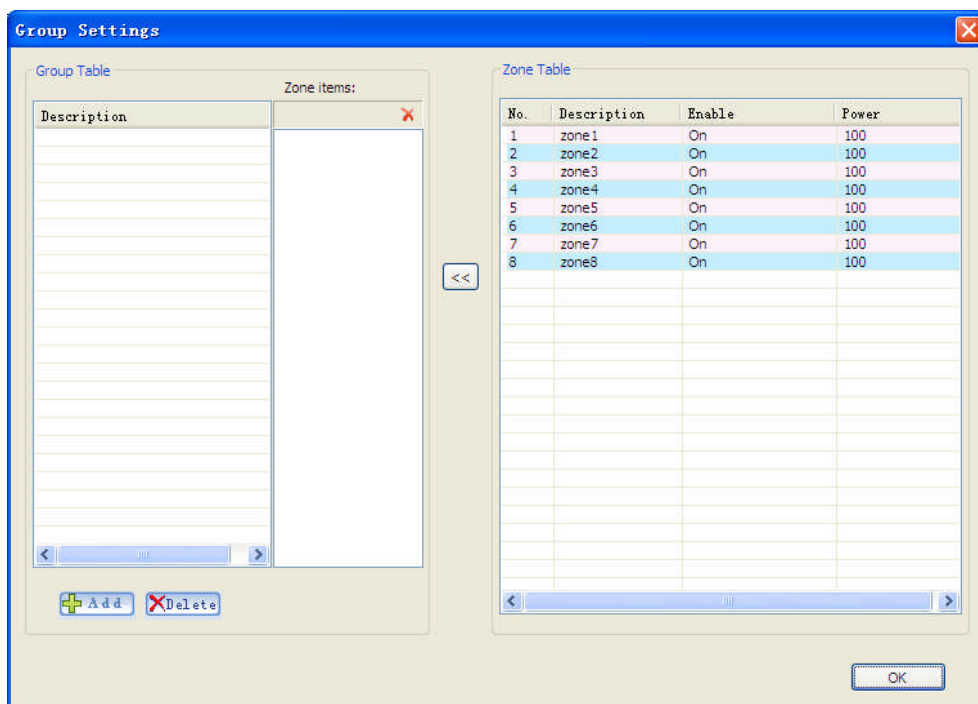 Group Settings
Group Table
Zone items:
Description
<<
Add
Delete
Zone Table
No. Description Enable Power
1 zone1 On 100
2 zone2 On 100
3 zone3 On 100
4 zone4 On 100
5 zone5 On 100
6 zone6 On 100
7 zone7 On 100
8 zone8 On 100
OK